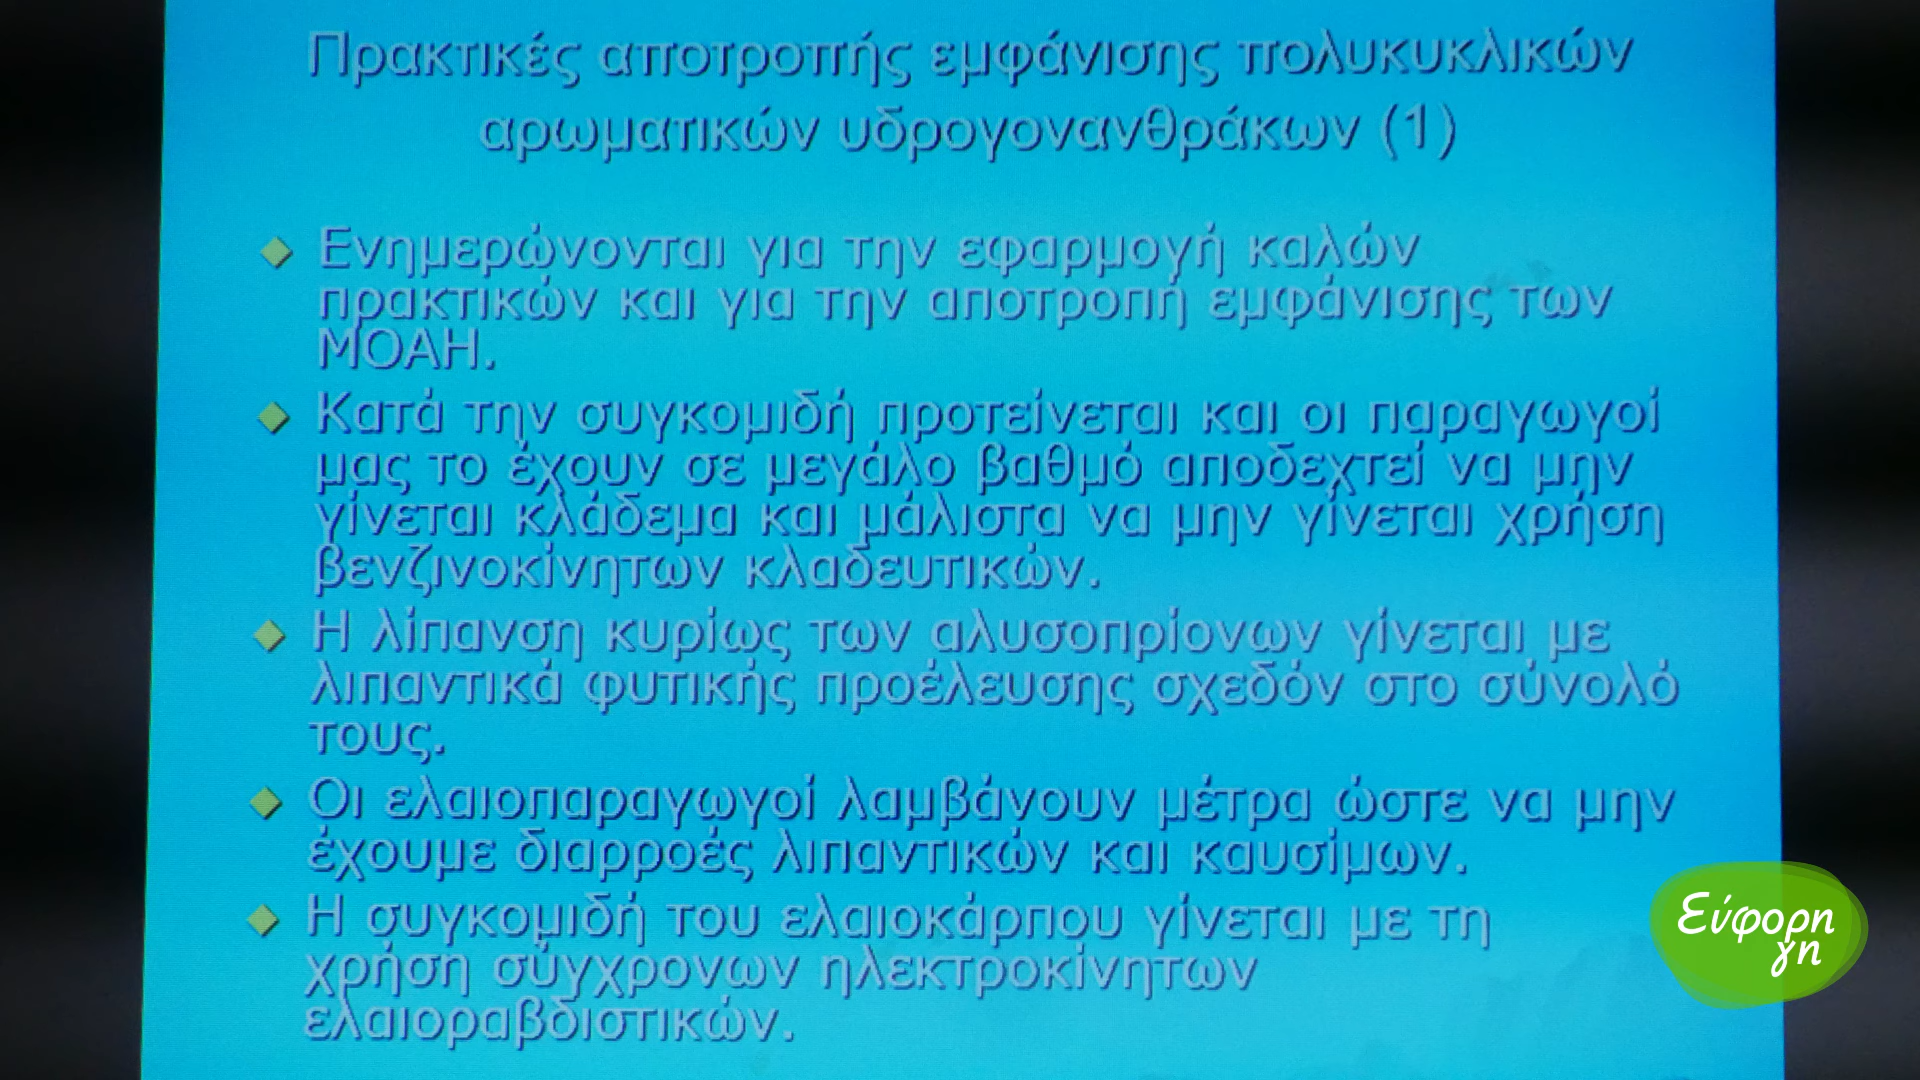 Πρακτικές αποτροπής εμφάνισης πολυκυκλικών
αρωματικών υδρογονανθράκων (1)
Ενημερώνονται για την εφαρμογή καλών
πρακτικών και για την αποτροπή εμφάνισης των
ΜΟΑΗ.
Κατά την συγκομιδή προτείνεται και οι παραγωγοί
μας το έχουν σε μεγάλο βαθμό αποδεχτεί να μην
γίνεται κλάδεμα και μάλιστα να μην γίνεται χρήση
βενζινοκίνητων κλαδευτικών.
Η λίπανση κυρίως των αλυσοπρίονων γίνεται με
λιπαντικά φυτικής προέλευσης σχεδόν στο σύνολό
τους.
Οι ελαιοπαραγωγοί λαμβάνουν μέτρα ώστε να μην
έχουμε διαρροές λιπαντικών και καυσίμων.
Η συγκομιδή του ελαιοκάρπου γίνεται με τη
χρήση σύγχρονων ηλεκτροκίνητων
ελαιοραβδιστικών.
Εύφορη
γη